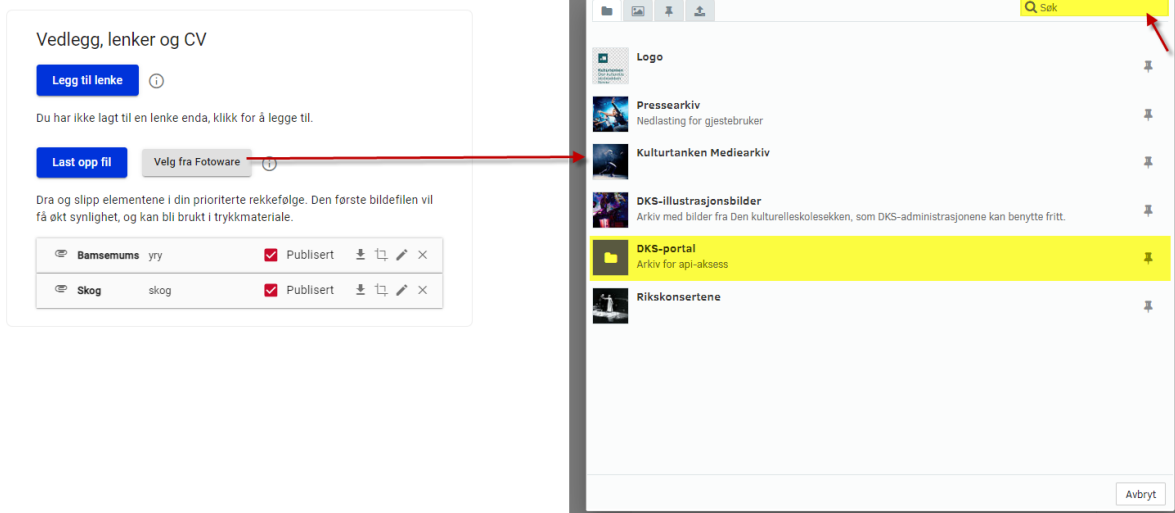 Vedlegg, lenker og CV
Legg til lenke
Du har ikke lagt til en lenke enda, klikk for å legge til.
Last opp fil
Velg fra Fotoware
Dra og slipp elementene i din prioriterte rekkefølge. Den første bildefilen vil
få økt synlighet, og kan bli brukt i trykkmateriale.
Bamsemums yry Publisert
Skog skog Publisert
Søk
Logo
Pressearkiv
Nedlasting for gjestebruker
Kulturtanken Mediearkiv
DKS-illustrasjonsbilder
Arkiv med bilder fra Den kulturelleskolesekken, som DKS-administrasjonene kan benytte fritt.
DKS-portal
Arkiv for api-aksess
Rikskonsertene
Avbryt